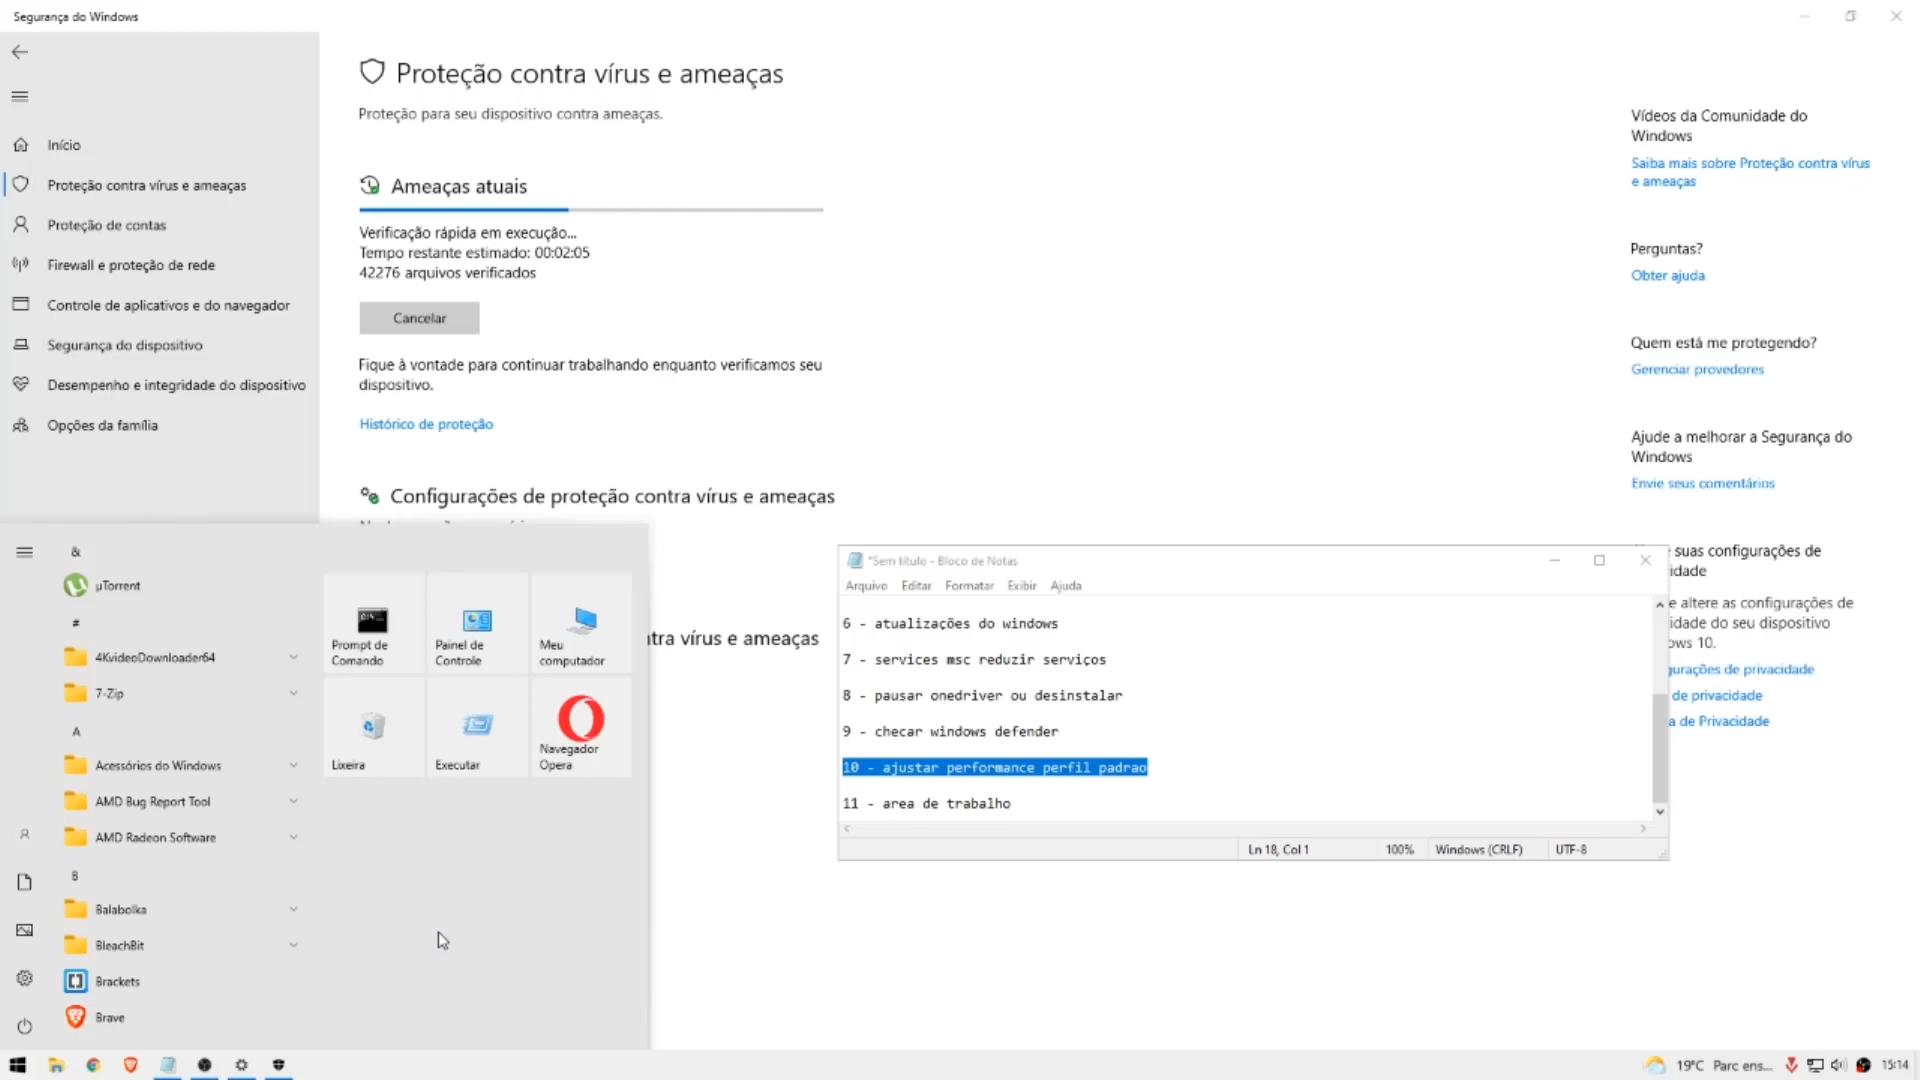 Segurança do Windows
Início
Proteção contra vírus e ameaças
Proteção de contas
Firewall e proteção de rede
Controle de aplicativos e do navegador
Segurança do dispositivo
Desempenho e integridade do dispositivo
Opções da família
Proteção contra vírus e ameaças
Proteção para seu dispositivo contra ameaças.
Ameaças atuais
Verificação rápida em execução...
Tempo restante estimado: 00:02:05
42276 arquivos verificados
Cancelar
Fique à vontade para continuar trabalhando enquanto verificamos seu
dispositivo.
Histórico de proteção
Configurações de proteção contra vírus e ameaças
tra vírus e ameaças
Vídeos da Comunidade do
Windows
Saiba mais sobre Proteção contra vírus
e ameaças
Perguntas?
Obter ajuda
Quem está me protegendo?
Gerenciar provedores
Ajude a melhorar a Segurança do
Windows
Envie seus comentários
suas configurações de
idade
e altere as configurações de
idade do seu dispositivo
ows 10.
gurações de privacidade
de privacidade
a de Privacidade
&
µTorrent
#
4KvideoDownloader64
7-Zip
A
Acessórios do Windows
AMD Bug Report Tool
AMD Radeon Software
B
Balabolka
BleachBit
Brackets
Brave
Prompt de
Comando
Painel de
Controle
Meu
computador
Lixeira
Executar
Navegador
Opera
*Sem título - Bloco de Notas
Arquivo Editar Formatar Exibir Ajuda
6 - atualizações do windows
7 - services msc reduzir serviços
8 - pausar onedriver ou desinstalar
9 - checar windows defender
10 - ajustar performance perfil padrao
11 - area de trabalho
Ln 18, Col 1 100% Windows (CRLF) UTF-8
19°C Parc ens... 15:14